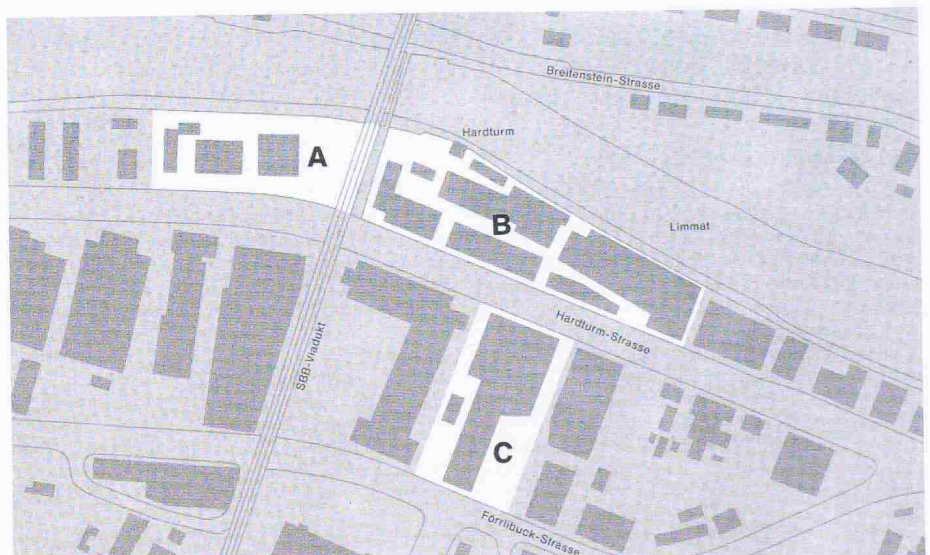 Breitenstein-Strasse
Hardturm
A
B
Limmat
Hardturm-Strasse
SBB-Viadukt
C
Förrlibuck-Strasse